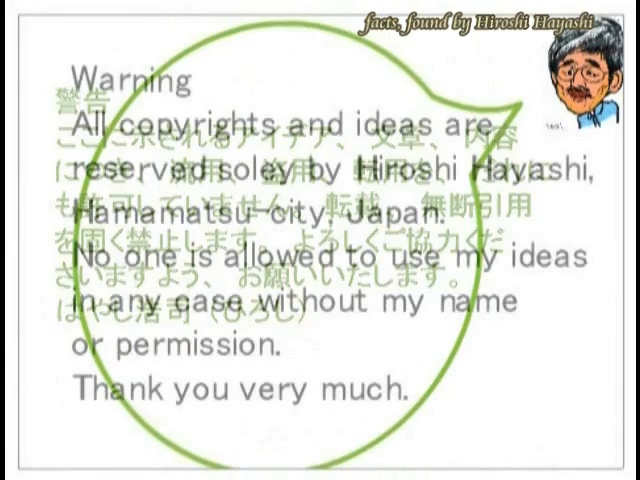 facts, found by Hiroshi Hayashi
Warning
All copyrights and ideas are
reserved soley by Hiroshi Hayashi,
Hamamatsu-city, Japan.
No one is allowed to use my ideas
in any case without my name
or permission.
Thank you very much.
警告
ここに示されるアイデア、文章、内容
も許可していません。転載、無断引用
を固く禁止します。よろしくご協力くだ
さいますよう、お願いいたします。
はやし浩司（ひろし）